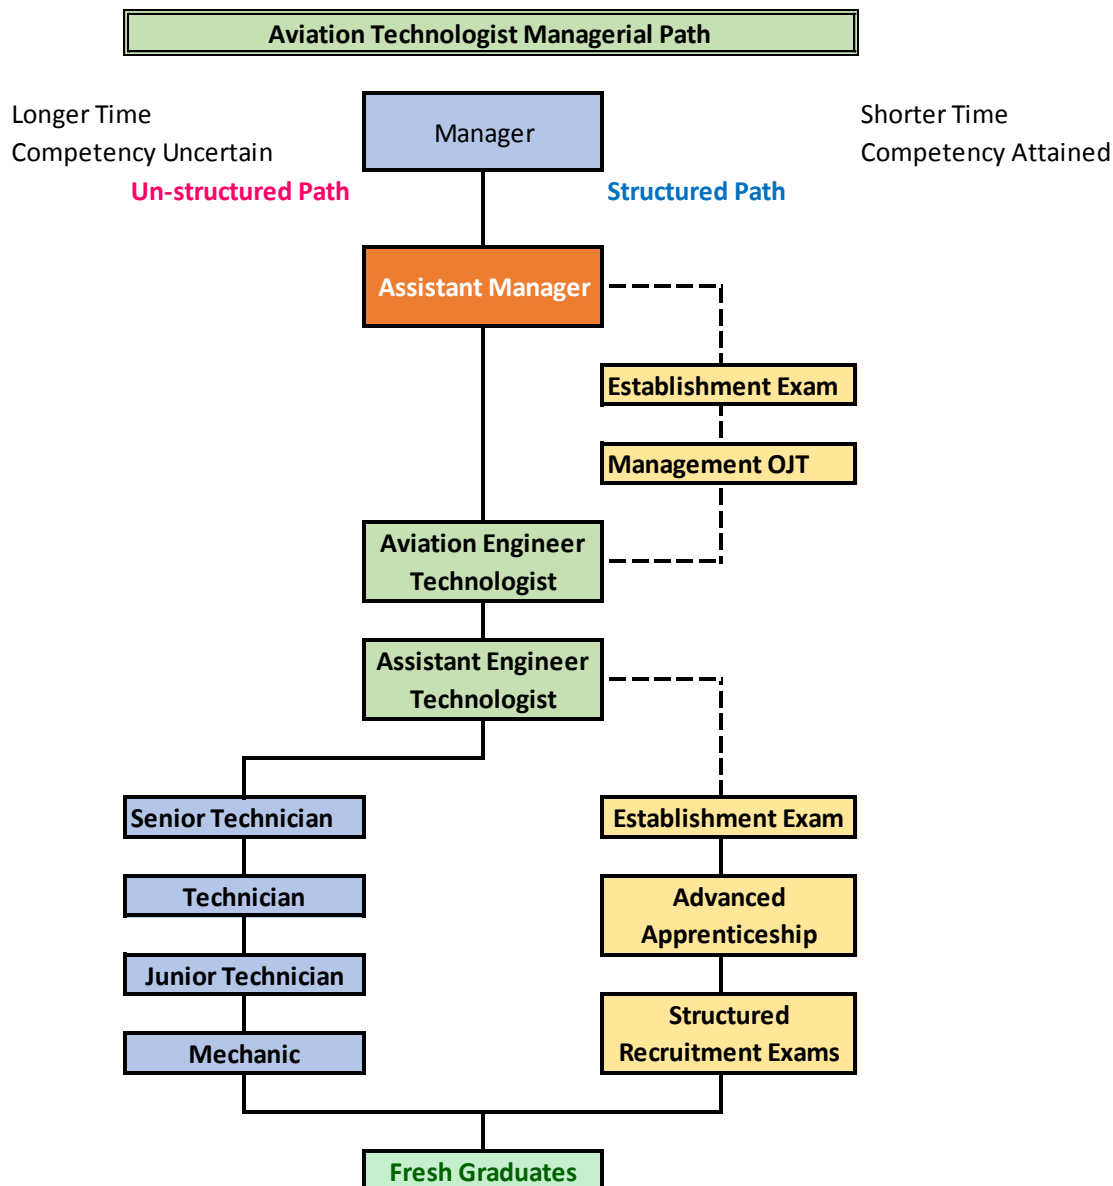 Aviation Technologist Managerial Path
Longer Time
Competency Uncertain
Un-structured Path
Manager
Shorter Time
Competency Attained
Structured Path
Assistant Manager
Establishment Exam
Management OJT
Aviation Engineer
Technologist
Assistant Engineer
Technologist
Senior Technician
Technician
Junior Technician
Mechanic
Establishment Exam
Advanced
Apprenticeship
Structured
Recruitment Exams
Fresh Graduates